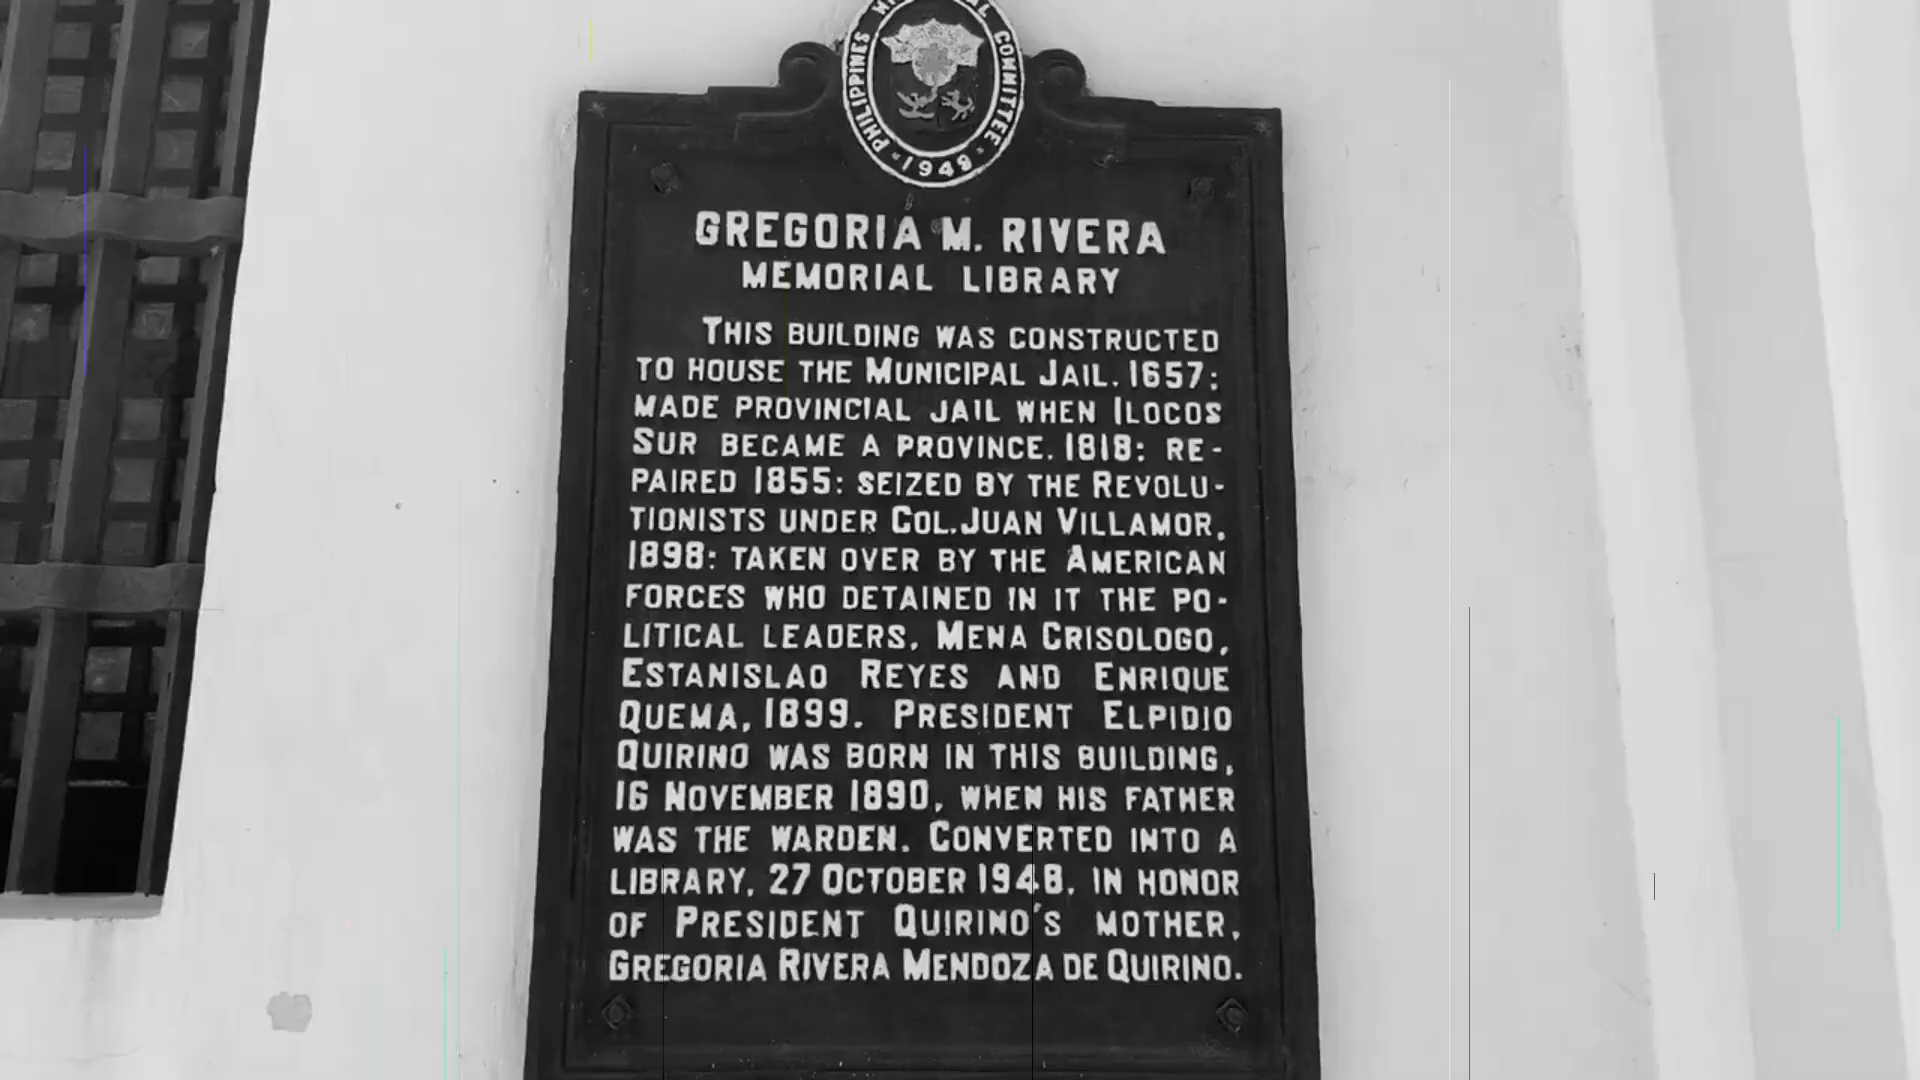 PHILIPPINES HISTORICAL COMMITTEE
1948
GREGORIA M. RIVERA
MEMORIAL LIBRARY
THIS BUILDING WAS CONSTRUCTED
TO HOUSE THE MUNICIPAL JAIL, 1657;
MADE PROVINCIAL JAIL WHEN ILOCOS
SUR BECAME A PROVINCE, 1818; RE-
PAIRED 1855; SEIZED BY THE REVOLU-
TIONISTS UNDER COL. JUAN VILLAMOR,
1898; TAKEN OVER BY THE AMERICAN
FORCES WHO DETAINED IN IT THE PO-
LITICAL LEADERS, MENA CRISOLOGO,
ESTANISLAO REYES AND ENRIQUE
QUEMA, 1899. PRESIDENT ELPIDIO
QUIRINO WAS BORN IN THIS BUILDING,
16 NOVEMBER 1890, WHEN HIS FATHER
WAS THE WARDEN. CONVERTED INTO A
LIBRARY, 27 OCTOBER 1948, IN HONOR
OF PRESIDENT QUIRINO'S MOTHER,
GREGORIA RIVERA MENDOZA DE QUIRINO.